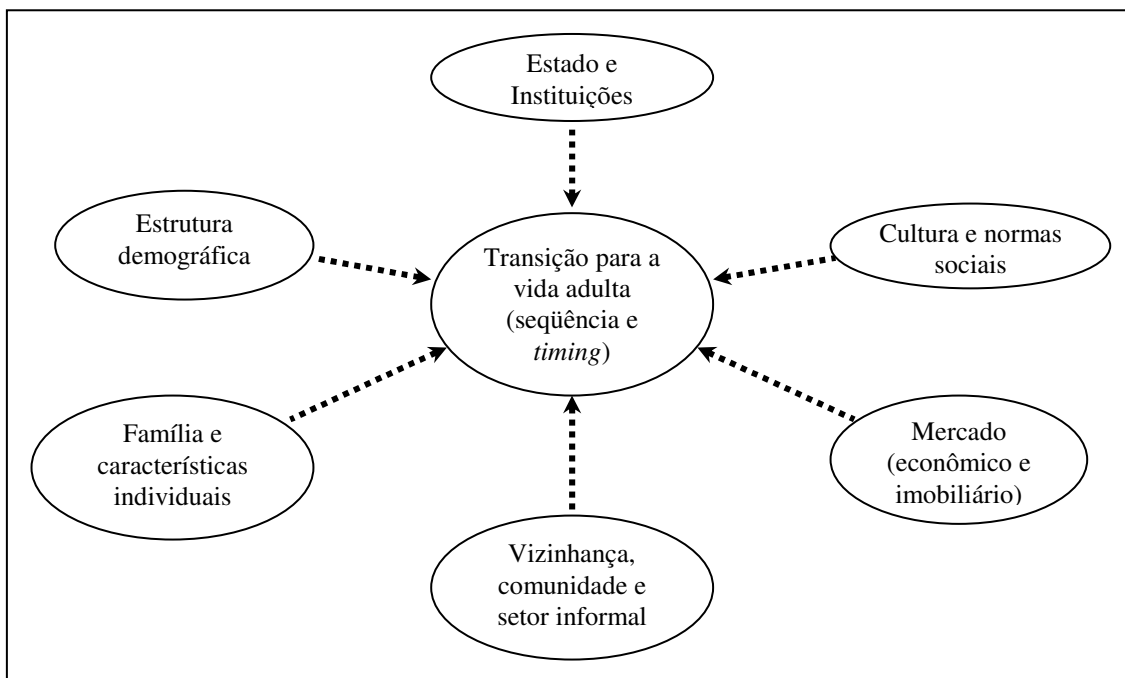 Estado e
Instituições
Estrutura
demográfica
Transição para a
vida adulta
(seqüência e
timing)
Cultura e normas
sociais
Família e
características
individuais
Mercado
(econômico e
imobiliário)
Vizinhança,
comunidade e
setor informal